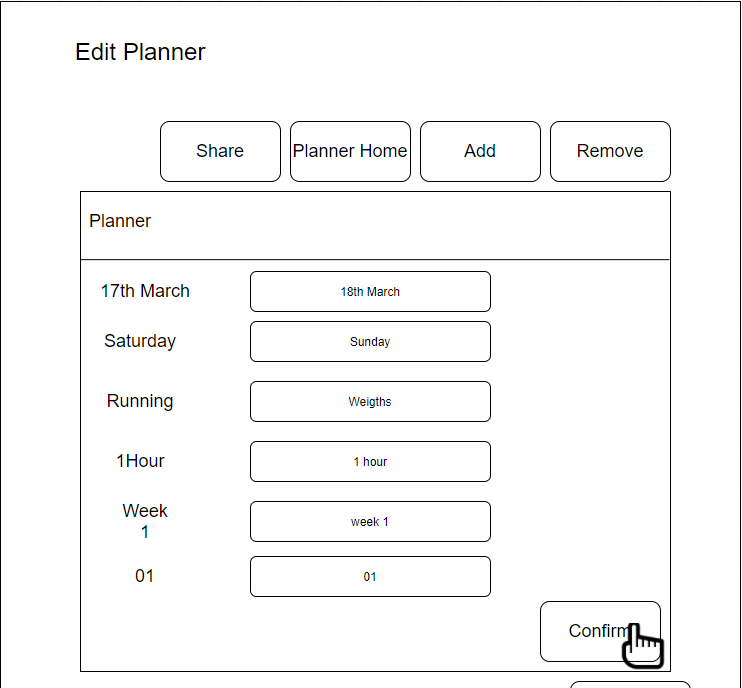 Edit Planner
Share
Planner Home
Add
Remove
Planner
17th March
18th March
Saturday
Sunday
Running
Weigths
1Hour
1 hour
Week
1
week 1
01
01
Confirm